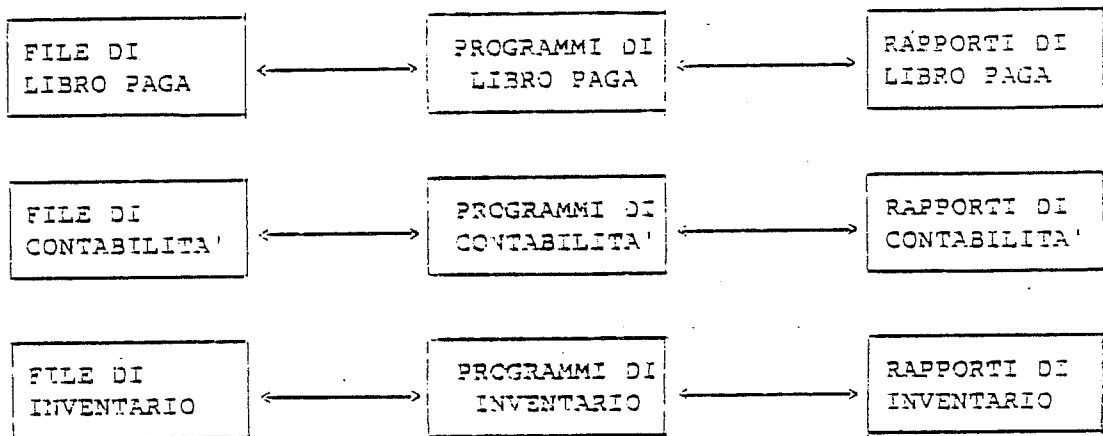 FILE DI
LIBRO PAGA
PROGRAMMI DI
LIBRO PAGA
RAPPORTI DI
LIBRO PAGA
FILE DI
CONTABILITA'
PROGRAMMI DI
CONTABILITA'
RAPPORTI DI
CONTABILITA'
FILE DI
INVENTARIO
PROGRAMMI DI
INVENTARIO
RAPPORTI DI
INVENTARIO